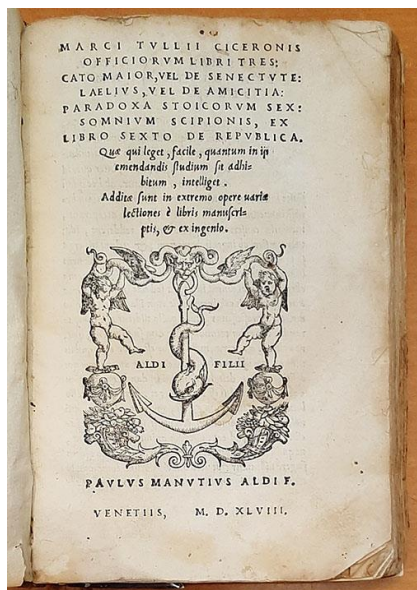 MARCI TVLLII CICERONIS
OFFICIORVM LIBRI TRES:
CATO MAIOR, VEL DE SENECTVTE:
LAELIUS, VEL DE AMICITIA:
PARADOXA STOICORVM SEX:
SOMNIVM SCIPIONIS, EX
LIBRO SEXTO DE REPVBLICA.
Quæ qui leget, facile, quantum in ip
emendandis studium sit adhi-
bitum, intelliget.
Additæ sunt in extremo opere uariæ
lectiones è libris manuscri-
ptis, & ex ingenio.
ALDI FILII
PAVLVS MANVTIVS ALDI F.
VENETIIS, M. D. XLVIII.